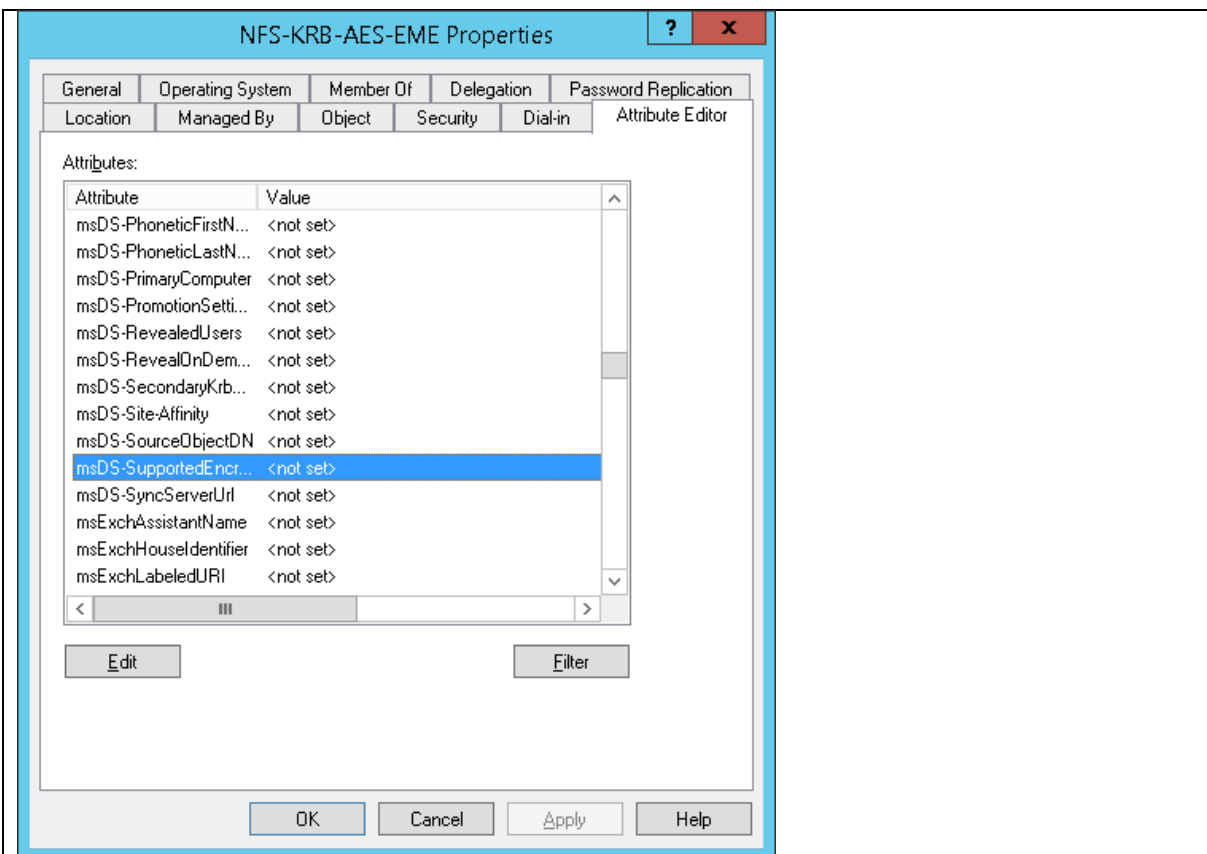 NFS-KRB-AES-EME Properties ? x
General Operating System Member Of Delegation Password Replication
Location Managed By Object Security Dial-in Attribute Editor
Attributes:
Attribute Value
msDS-PhoneticFirstN... <not set>
msDS-PhoneticLastN... <not set>
msDS-PrimaryComputer <not set>
msDS-PromotionSetti... <not set>
msDS-RevealedUsers <not set>
msDS-RevealOnDem... <not set>
msDS-SecondaryKrb... <not set>
msDS-Site-Affinity <not set>
msDS-SourceObjectDN <not set>
msDS-SupportedEncr... <not set>
msDS-SyncServerUrl <not set>
msExchAssistantName <not set>
msExchHouseIdentifier <not set>
msExchLabeledURI <not set>
Edit Filter
OK Cancel Apply Help